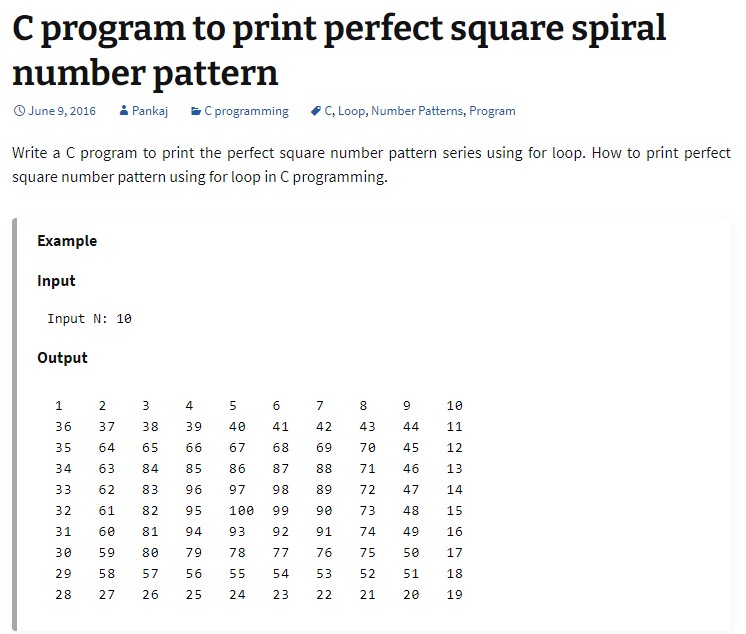 C program to print perfect square spiral
number pattern
June 9, 2016 Pankaj C programming C, Loop, Number Patterns, Program
Write a C program to print the perfect square number pattern series using for loop. How to print perfect
square number pattern using for loop in C programming.
Example
Input
Input N: 10
Output
1 2 3 4 5 6 7 8 9 10
36 37 38 39 40 41 42 43 44 11
35 64 65 66 67 68 69 70 45 12
34 63 84 85 86 87 88 71 46 13
33 62 83 96 97 98 89 72 47 14
32 61 82 95 100 99 90 73 48 15
31 60 81 94 93 92 91 74 49 16
30 59 80 79 78 77 76 75 50 17
29 58 57 56 55 54 53 52 51 18
28 27 26 25 24 23 22 21 20 19